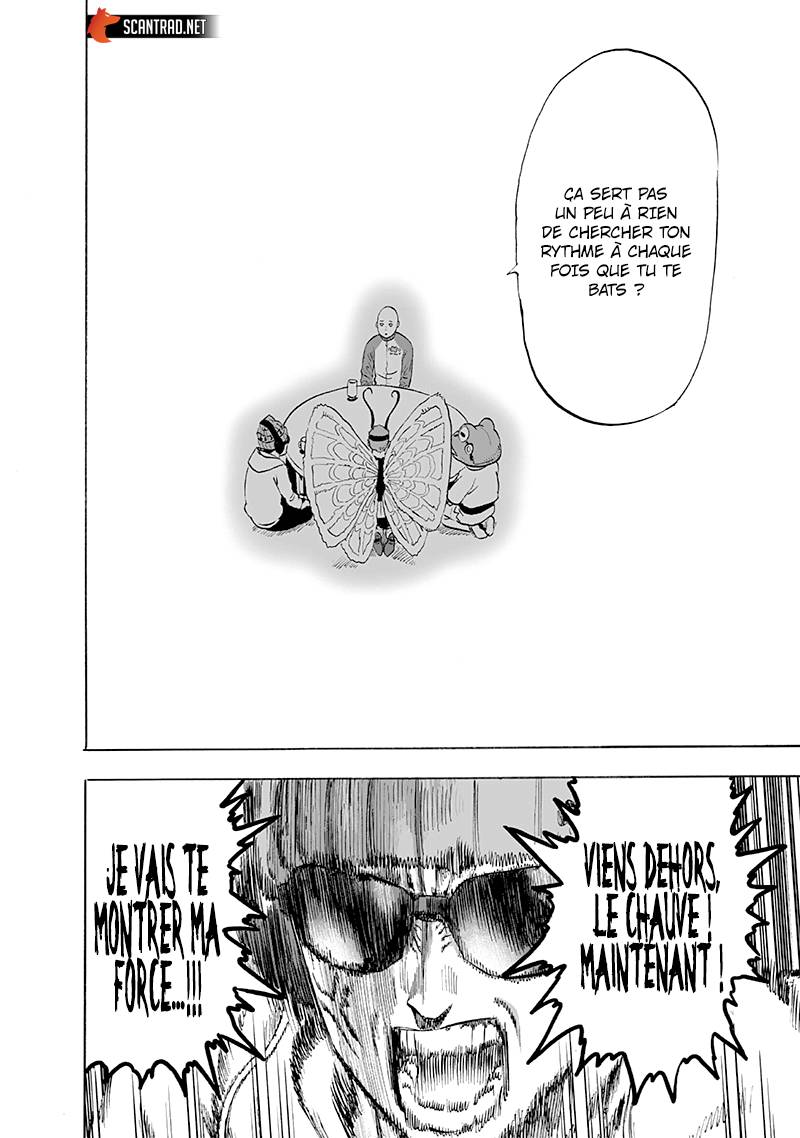 SCANTRAD.NET
ÇA SERT PAS
UN PEU À RIEN
DE CHERCHER TON
RYTHME À CHAQUE
FOIS QUE TU TE
BATS ?
VIENS DEHORS,
LE CHAUVE !
MAINTENANT !
JE VAIS TE
MONTRER MA
FORCE...!!!